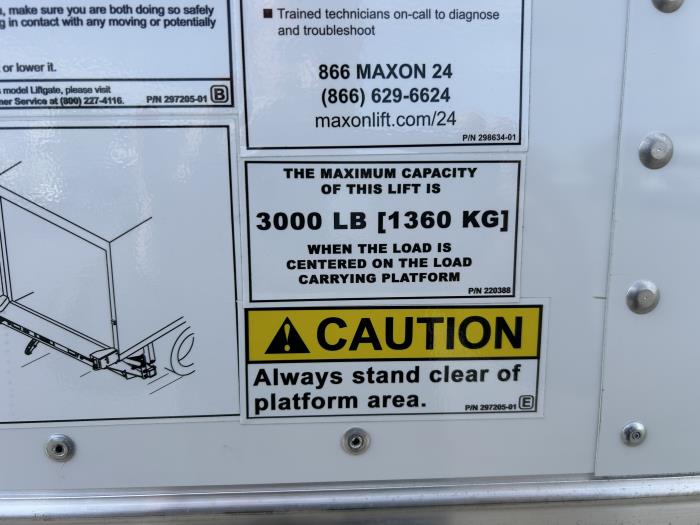 , make sure you are both doing so safely
g in contact with any moving or potentially
or lower it.
model Liftgate, please visit
mer Service at (800) 227-4116.
P/N 297205-01 B
■ Trained technicians on-call to diagnose
and troubleshoot
866 MAXON 24
(866) 629-6624
maxonlift.com/24
P/N 298634-01
THE MAXIMUM CAPACITY
OF THIS LIFT IS
3000 LB [1360 KG]
WHEN THE LOAD IS
CENTERED ON THE LOAD
CARRYING PLATFORM
P/N 220388
CAUTION
Always stand clear of
platform area.
P/N 297205-01 E